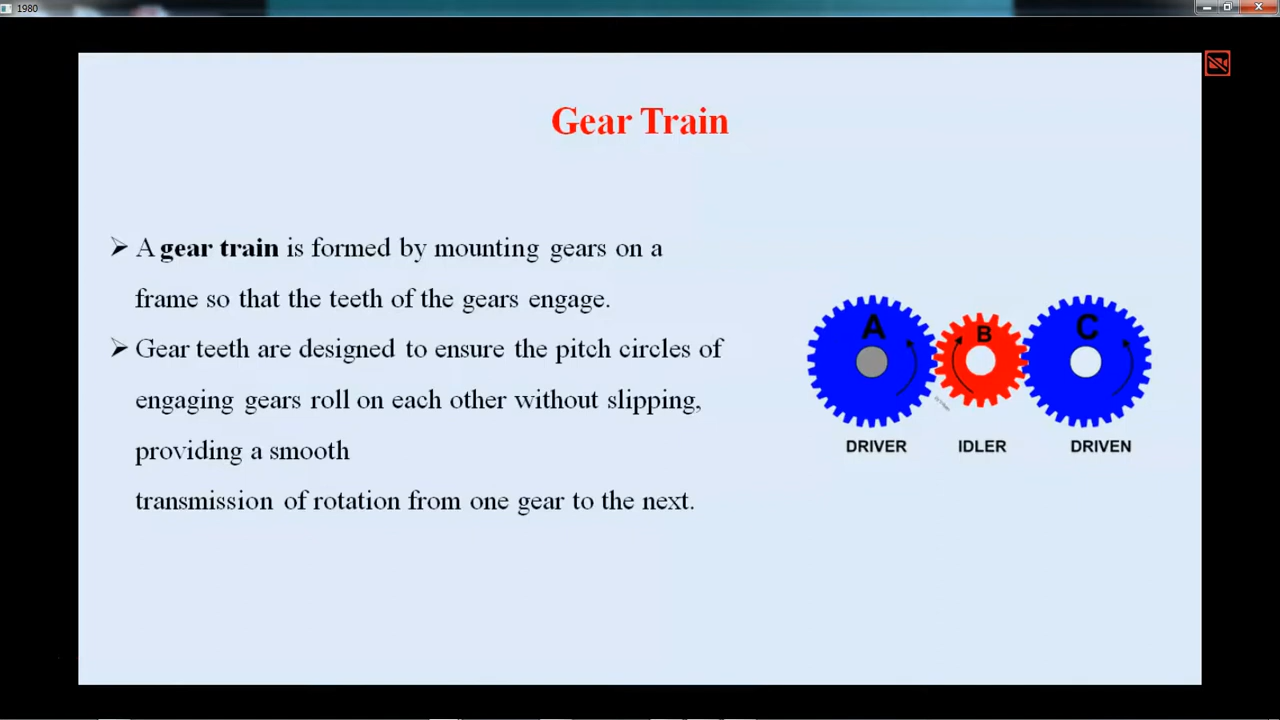 1980
Gear Train
➢ A gear train is formed by mounting gears on a
frame so that the teeth of the gears engage.
➢ Gear teeth are designed to ensure the pitch circles of
engaging gears roll on each other without slipping,
providing a smooth
transmission of rotation from one gear to the next.
A B C
DRIVER IDLER DRIVEN